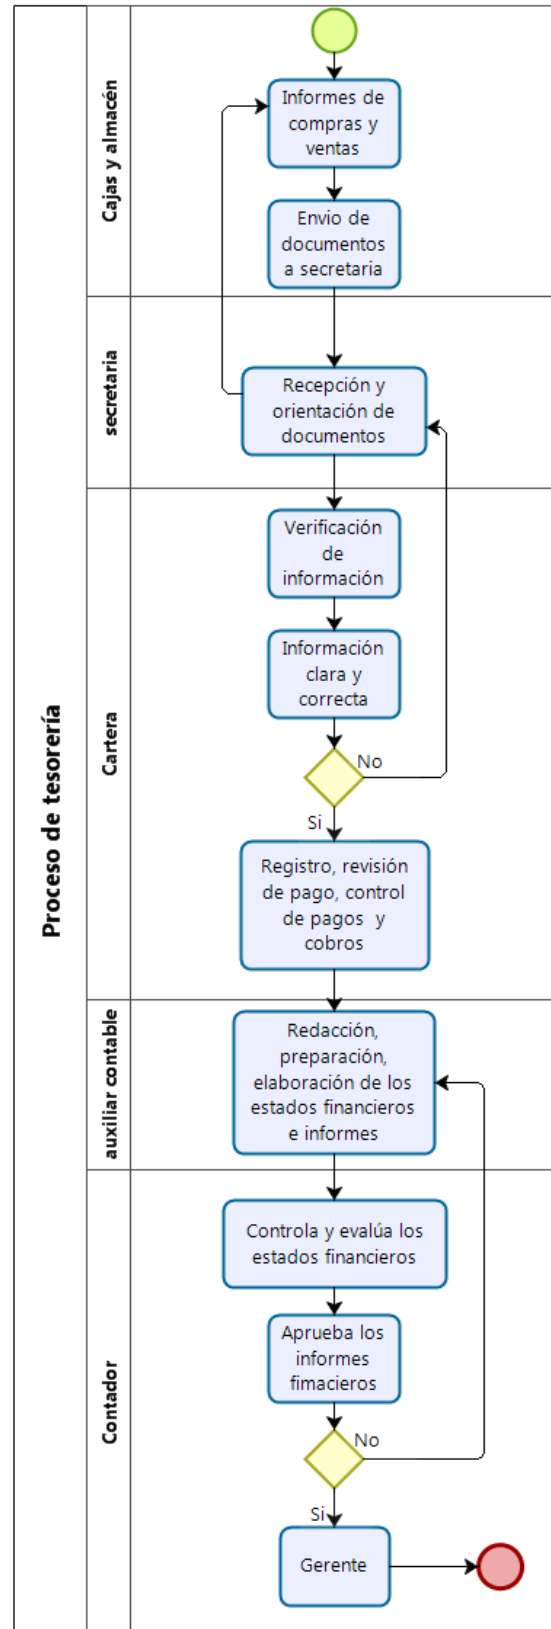 Proceso de tesorería
Cajas y almacén
Informes de
compras y
ventas
Envio de
documentos
a secretaria
secretaria
Recepción y
orientación de
documentos
Cartera
Verificación
de
información
Información
clara y
correcta
No
Si
Registro, revisión
de pago, control
de pagos y
cobros
auxiliar contable
Redacción,
preparación,
elaboración de los
estados financieros
e informes
Contador
Controla y evalúa los
estados financieros
Aprueba los
informes
fimacieros
No
Si
Gerente